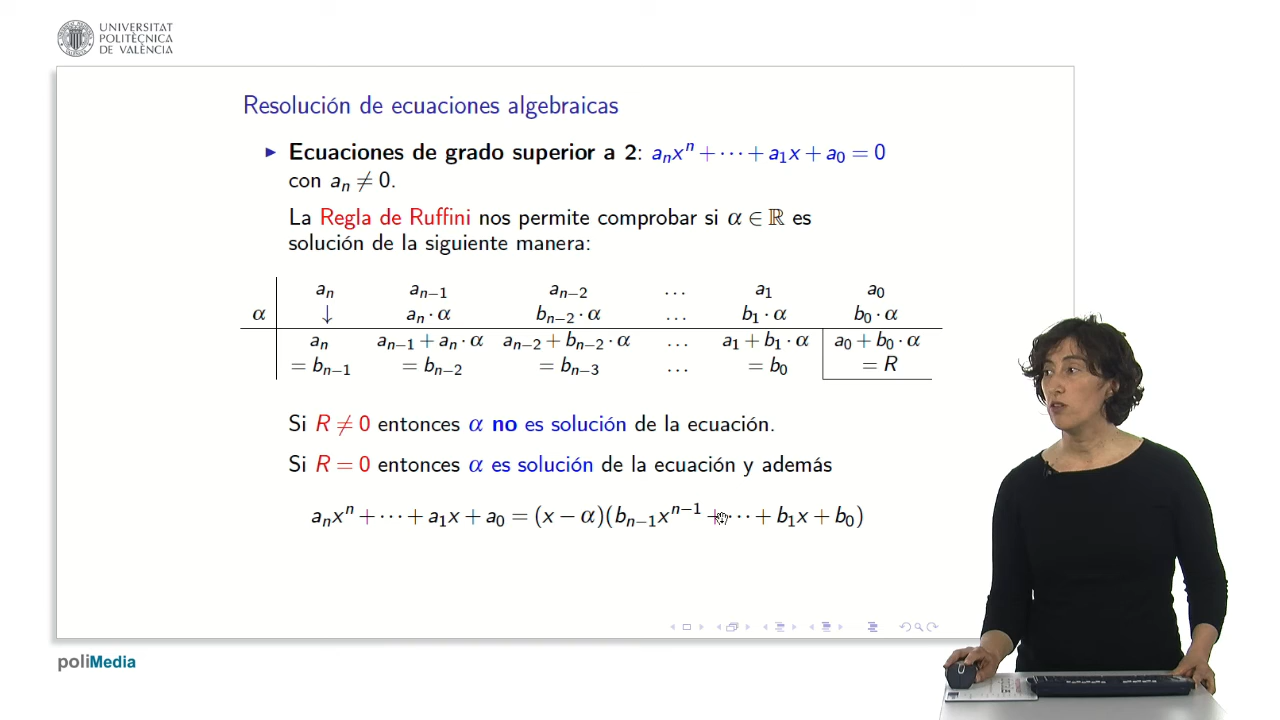 UNIVERSITAT
POLITÈCNICA
DE VALÈNCIA
Resolución de ecuaciones algebraicas
▶ Ecuaciones de grado superior a 2: aₙxⁿ + ··· + a₁x + a₀ = 0
con aₙ ≠ 0.
La Regla de Ruffini nos permite comprobar si α ∈ ℝ es
solución de la siguiente manera:
aₙ aₙ₋₁ aₙ₋₂ ... a₁ a₀
α ↓ aₙ · α bₙ₋₂ · α ... b₁ · α b₀ · α
aₙ aₙ₋₁ + aₙ · α aₙ₋₂ + bₙ₋₂ · α ... a₁ + b₁ · α a₀ + b₀ · α
= bₙ₋₁ = bₙ₋₂ = bₙ₋₃ ... = b₀ = R
Si R ≠ 0 entonces α no es solución de la ecuación.
Si R = 0 entonces α es solución de la ecuación y además
aₙxⁿ + ··· + a₁x + a₀ = (x − α)(bₙ₋₁xⁿ⁻¹ + ··· + b₁x + b₀)
poliMedia